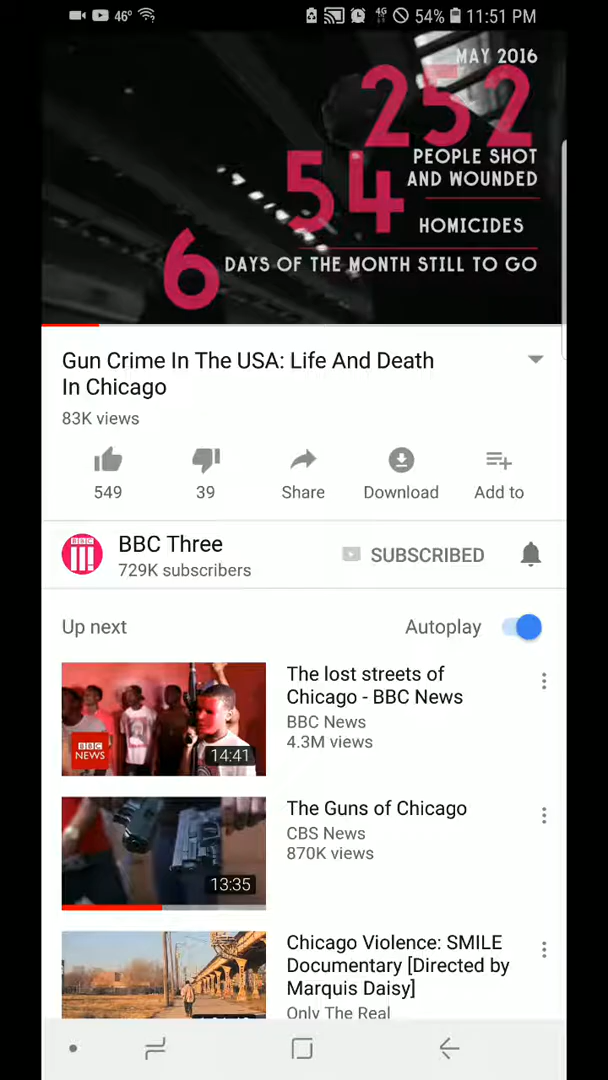 46° 4G 54% 11:51 PM
MAY 2016
252
PEOPLE SHOT
AND WOUNDED
54
HOMICIDES
6
DAYS OF THE MONTH STILL TO GO
Gun Crime In The USA: Life And Death
In Chicago
83K views
549 39 Share Download Add to
BBC
BBC Three
SUBSCRIBED
729K subscribers
Up next Autoplay
The lost streets of
Chicago - BBC News
BBC News
4.3M views
BBC
NEWS
14:41
The Guns of Chicago
CBS News
870K views
13:35
Chicago Violence: SMILE
Documentary [Directed by
Marquis Daisy]
Only The Real